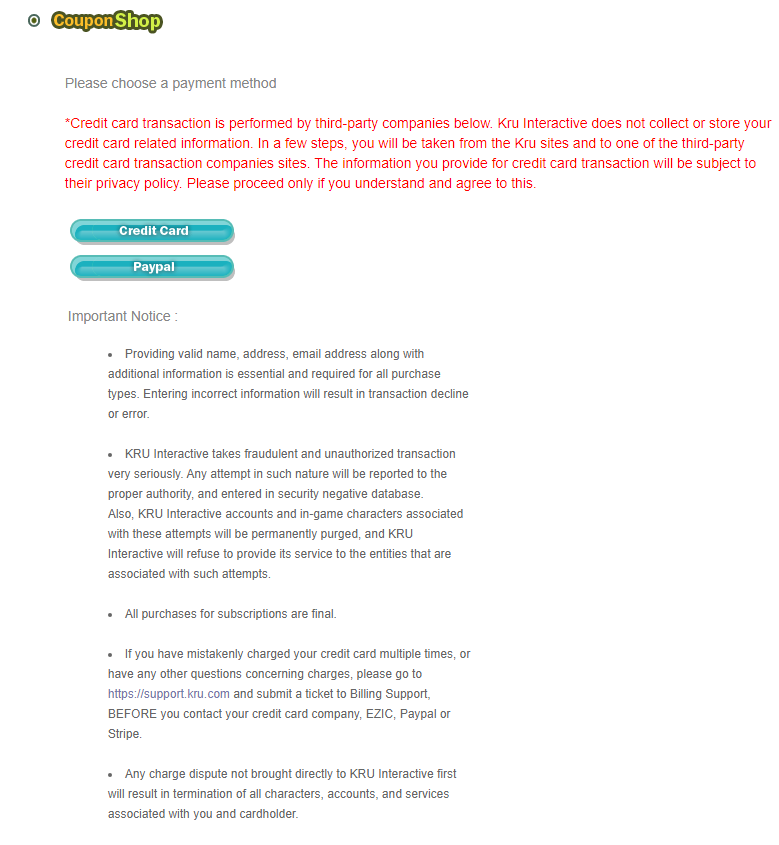 CouponShop
Please choose a payment method
*Credit card transaction is performed by third-party companies below. Kru Interactive does not collect or store your
credit card related information. In a few steps, you will be taken from the Kru sites and to one of the third-party
credit card transaction companies sites. The information you provide for credit card transaction will be subject to
their privacy policy. Please proceed only if you understand and agree to this.
Credit Card
Paypal
Important Notice :
• Providing valid name, address, email address along with
additional information is essential and required for all purchase
types. Entering incorrect information will result in transaction decline
or error.
• KRU Interactive takes fraudulent and unauthorized transaction
very seriously. Any attempt in such nature will be reported to the
proper authority, and entered in security negative database.
Also, KRU Interactive accounts and in-game characters associated
with these attempts will be permanently purged, and KRU
Interactive will refuse to provide its service to the entities that are
associated with such attempts.
• All purchases for subscriptions are final.
• If you have mistakenly charged your credit card multiple times, or
have any other questions concerning charges, please go to
https://support.kru.com and submit a ticket to Billing Support,
BEFORE you contact your credit card company, EZIC, Paypal or
Stripe.
• Any charge dispute not brought directly to KRU Interactive first
will result in termination of all characters, accounts, and services
associated with you and cardholder.